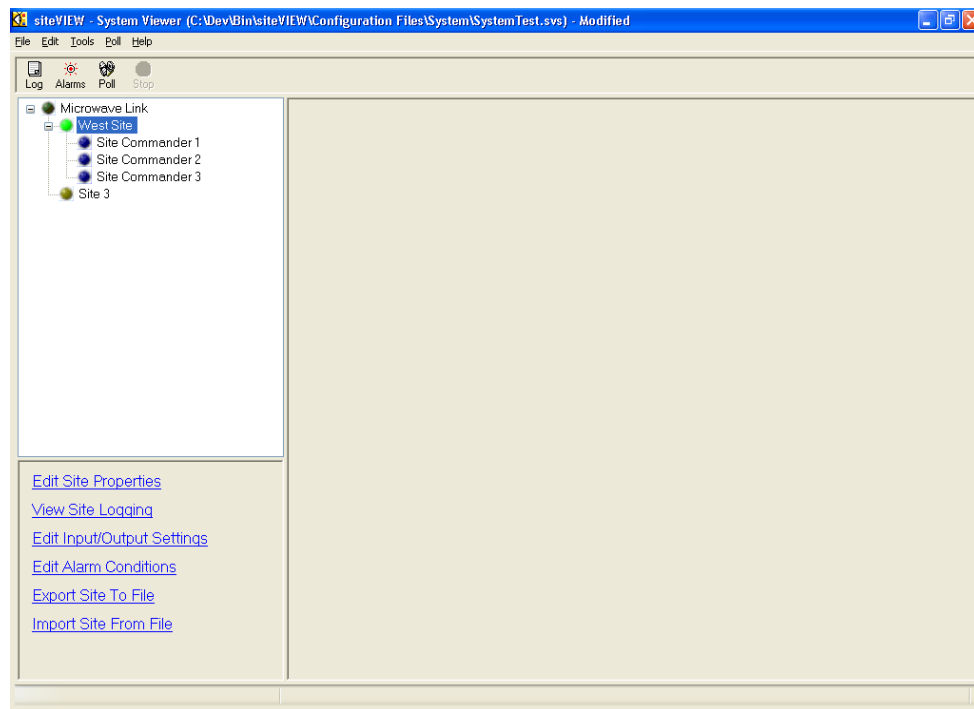 siteVIEW - System Viewer (C:\Dev\Bin\siteVIEW\Configuration Files\System\SystemTest.svs) - Modified
File Edit Tools Poll Help
Log Alarms Poll Stop
Microwave Link
West Site
Site Commander 1
Site Commander 2
Site Commander 3
Site 3
Edit Site Properties
View Site Logging
Edit Input/Output Settings
Edit Alarm Conditions
Export Site To File
Import Site From File